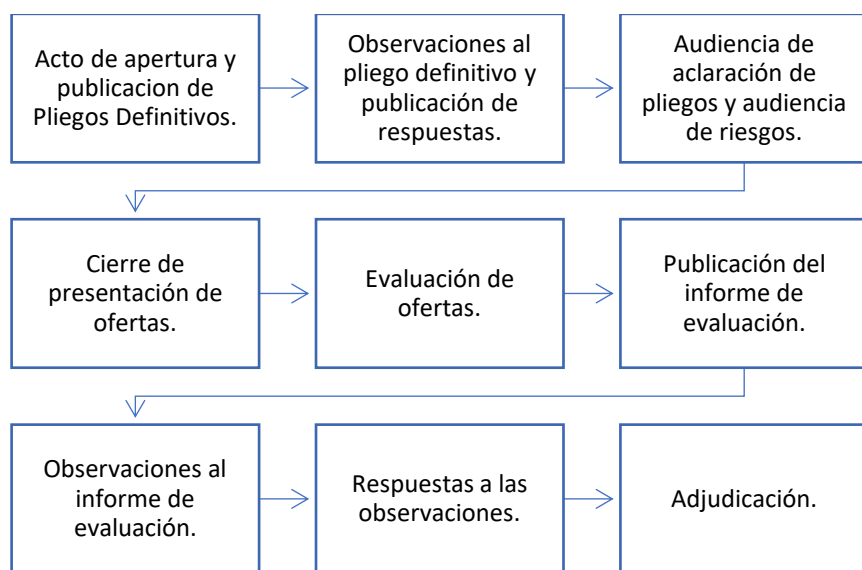 Acto de apertura y
publicacion de
Pliegos Definitivos.
Observaciones al
pliego definitivo y
publicación de
respuestas.
Audiencia de
aclaración de
pliegos y audiencia
de riesgos.
Cierre de
presentación de
ofertas.
Evaluación de
ofertas.
Publicación del
informe de
evaluación.
Observaciones al
informe de
evaluación.
Respuestas a las
observaciones.
Adjudicación.